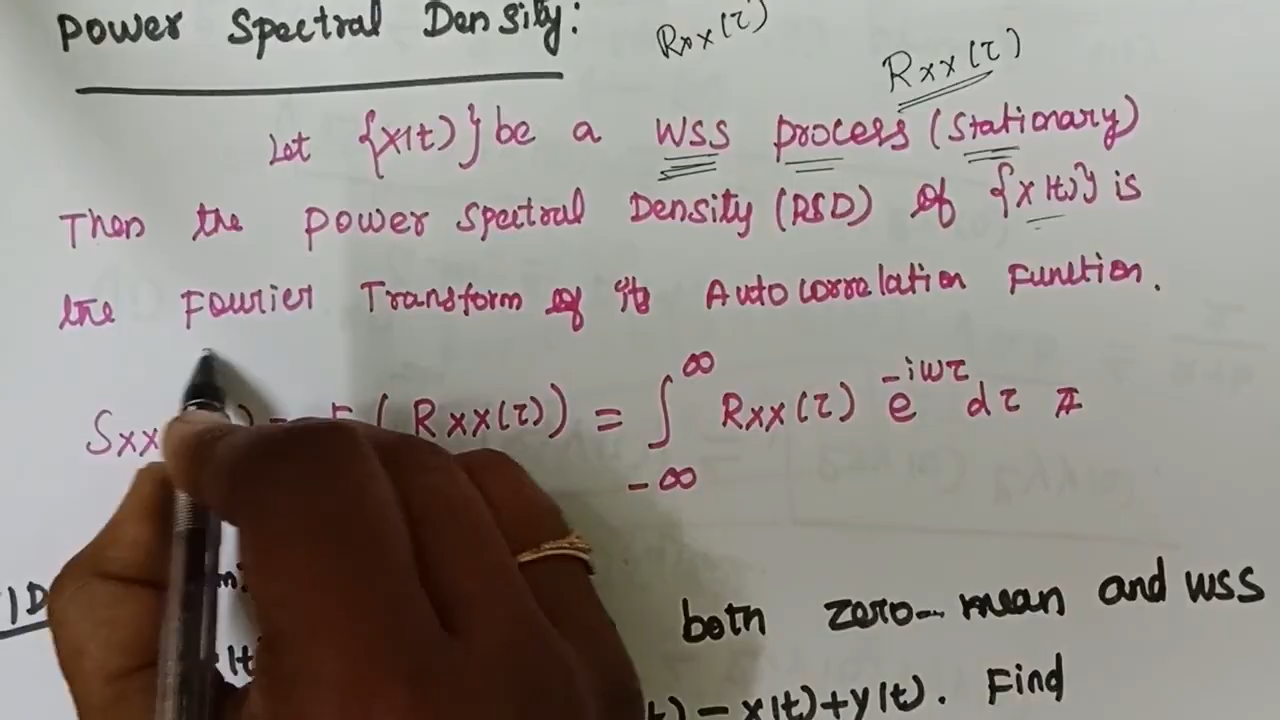 Power Spectral Density: Rxx(τ)
Rxx(τ)
Let {x(t)} be a WSS process (Stationary)
Then the power spectral Density (PSD) of {x(t)} is
the Fourier Transform of its Autocorrelation Function.
Sxx ) = F ( Rxx(τ)) = ∫ ∞ -∞ Rxx(τ) e^-iωτ dτ
both zero-mean and WSS
x(t)+y(t). Find